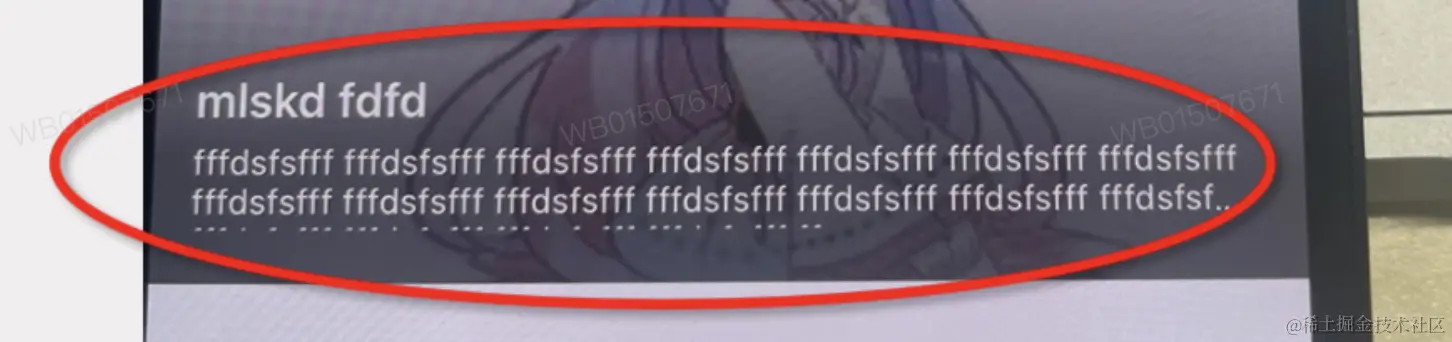 mlskd fdfd
WB01507671 WB01507671 WB01507671
fffdsfsfff fffdsfsfff fffdsfsfff fffdsfsfff fffdsfsfff fffdsfsfff fffdsfsfff
fffdsfsfff fffdsfsfff fffdsfsfff fffdsfsfff fffdsfsfff fffdsfsfff fffdsfsf..
@稀土掘金技术社区